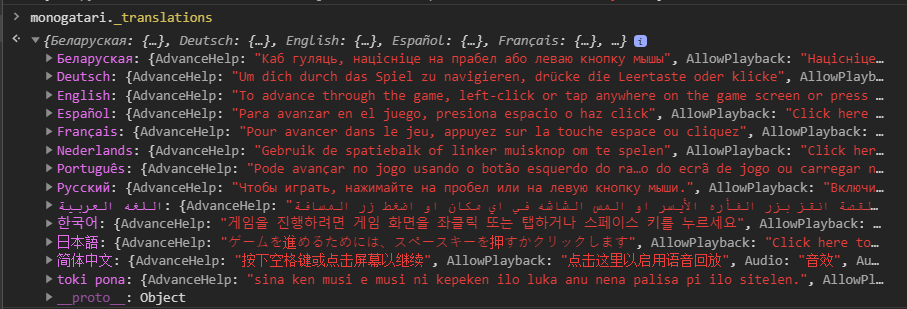 monogatari._translations
{Беларуская: {…}, Deutsch: {…}, English: {…}, Español: {…}, Français: {…}, …}
Беларуская: {AdvanceHelp: "Каб гуляць, націсніце на прабел або леваю кнопку мышы", AllowPlayback: "Націсніце…
Deutsch: {AdvanceHelp: "Um dich durch das Spiel zu navigieren, drücke die Leertaste oder klicke", AllowPlayb…
English: {AdvanceHelp: "To advance through the game, left-click or tap anywhere on the game screen or press …
Español: {AdvanceHelp: "Para avanzar en el juego, presiona espacio o haz click", AllowPlayback: "Click here …
Français: {AdvanceHelp: "Pour avancer dans le jeu, appuyez sur la touche espace ou cliquez", AllowPlayback: …
Nederlands: {AdvanceHelp: "Gebruik de spatiebalk of linker muisknop om te spelen", AllowPlayback: "Click her…
Português: {AdvanceHelp: "Pode avançar no jogo usando o botão esquerdo do ra…o do ecrã de jogo ou carregar n…
Русский: {AdvanceHelp: "Чтобы играть, нажимайте на пробел или на левую кнопку мыши.", AllowPlayback: "Включи…
اللغه العربية: {AdvanceHelp: "…لقمة انقز بزر الفأره الأيسر او المس الشاشه في اي مكان او اضغط زر المسافة
한국어: {AdvanceHelp: "게임을 진행하려면 게임 화면을 좌클릭 또는 탭하거나 스페이스 키를 누르세요", AllowPlayback: …
日本語: {AdvanceHelp: "ゲームを進めるためには、スペースキーを押すかクリックします", AllowPlayback: "Click here to…
简体中文: {AdvanceHelp: "按下空格键或点击屏幕以继续", AllowPlayback: "点击这里以启用语音回放", Audio: "音效", Au…
toki pona: {AdvanceHelp: "sina ken musi e musi ni kepeken ilo luka anu nena palisa pi ilo sitelen.", AllowPl…
__proto__: Object